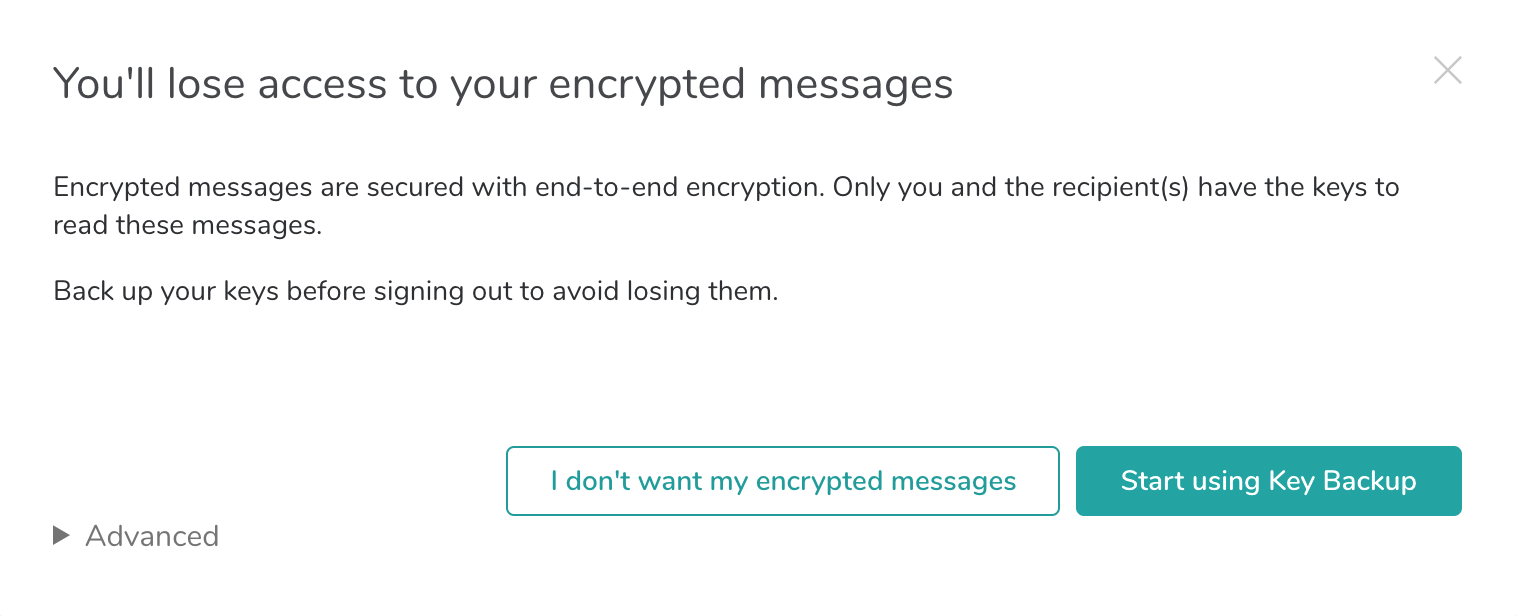 You'll lose access to your encrypted messages
Encrypted messages are secured with end-to-end encryption. Only you and the recipient(s) have the keys to
read these messages.
Back up your keys before signing out to avoid losing them.
I don't want my encrypted messages
Start using Key Backup
Advanced